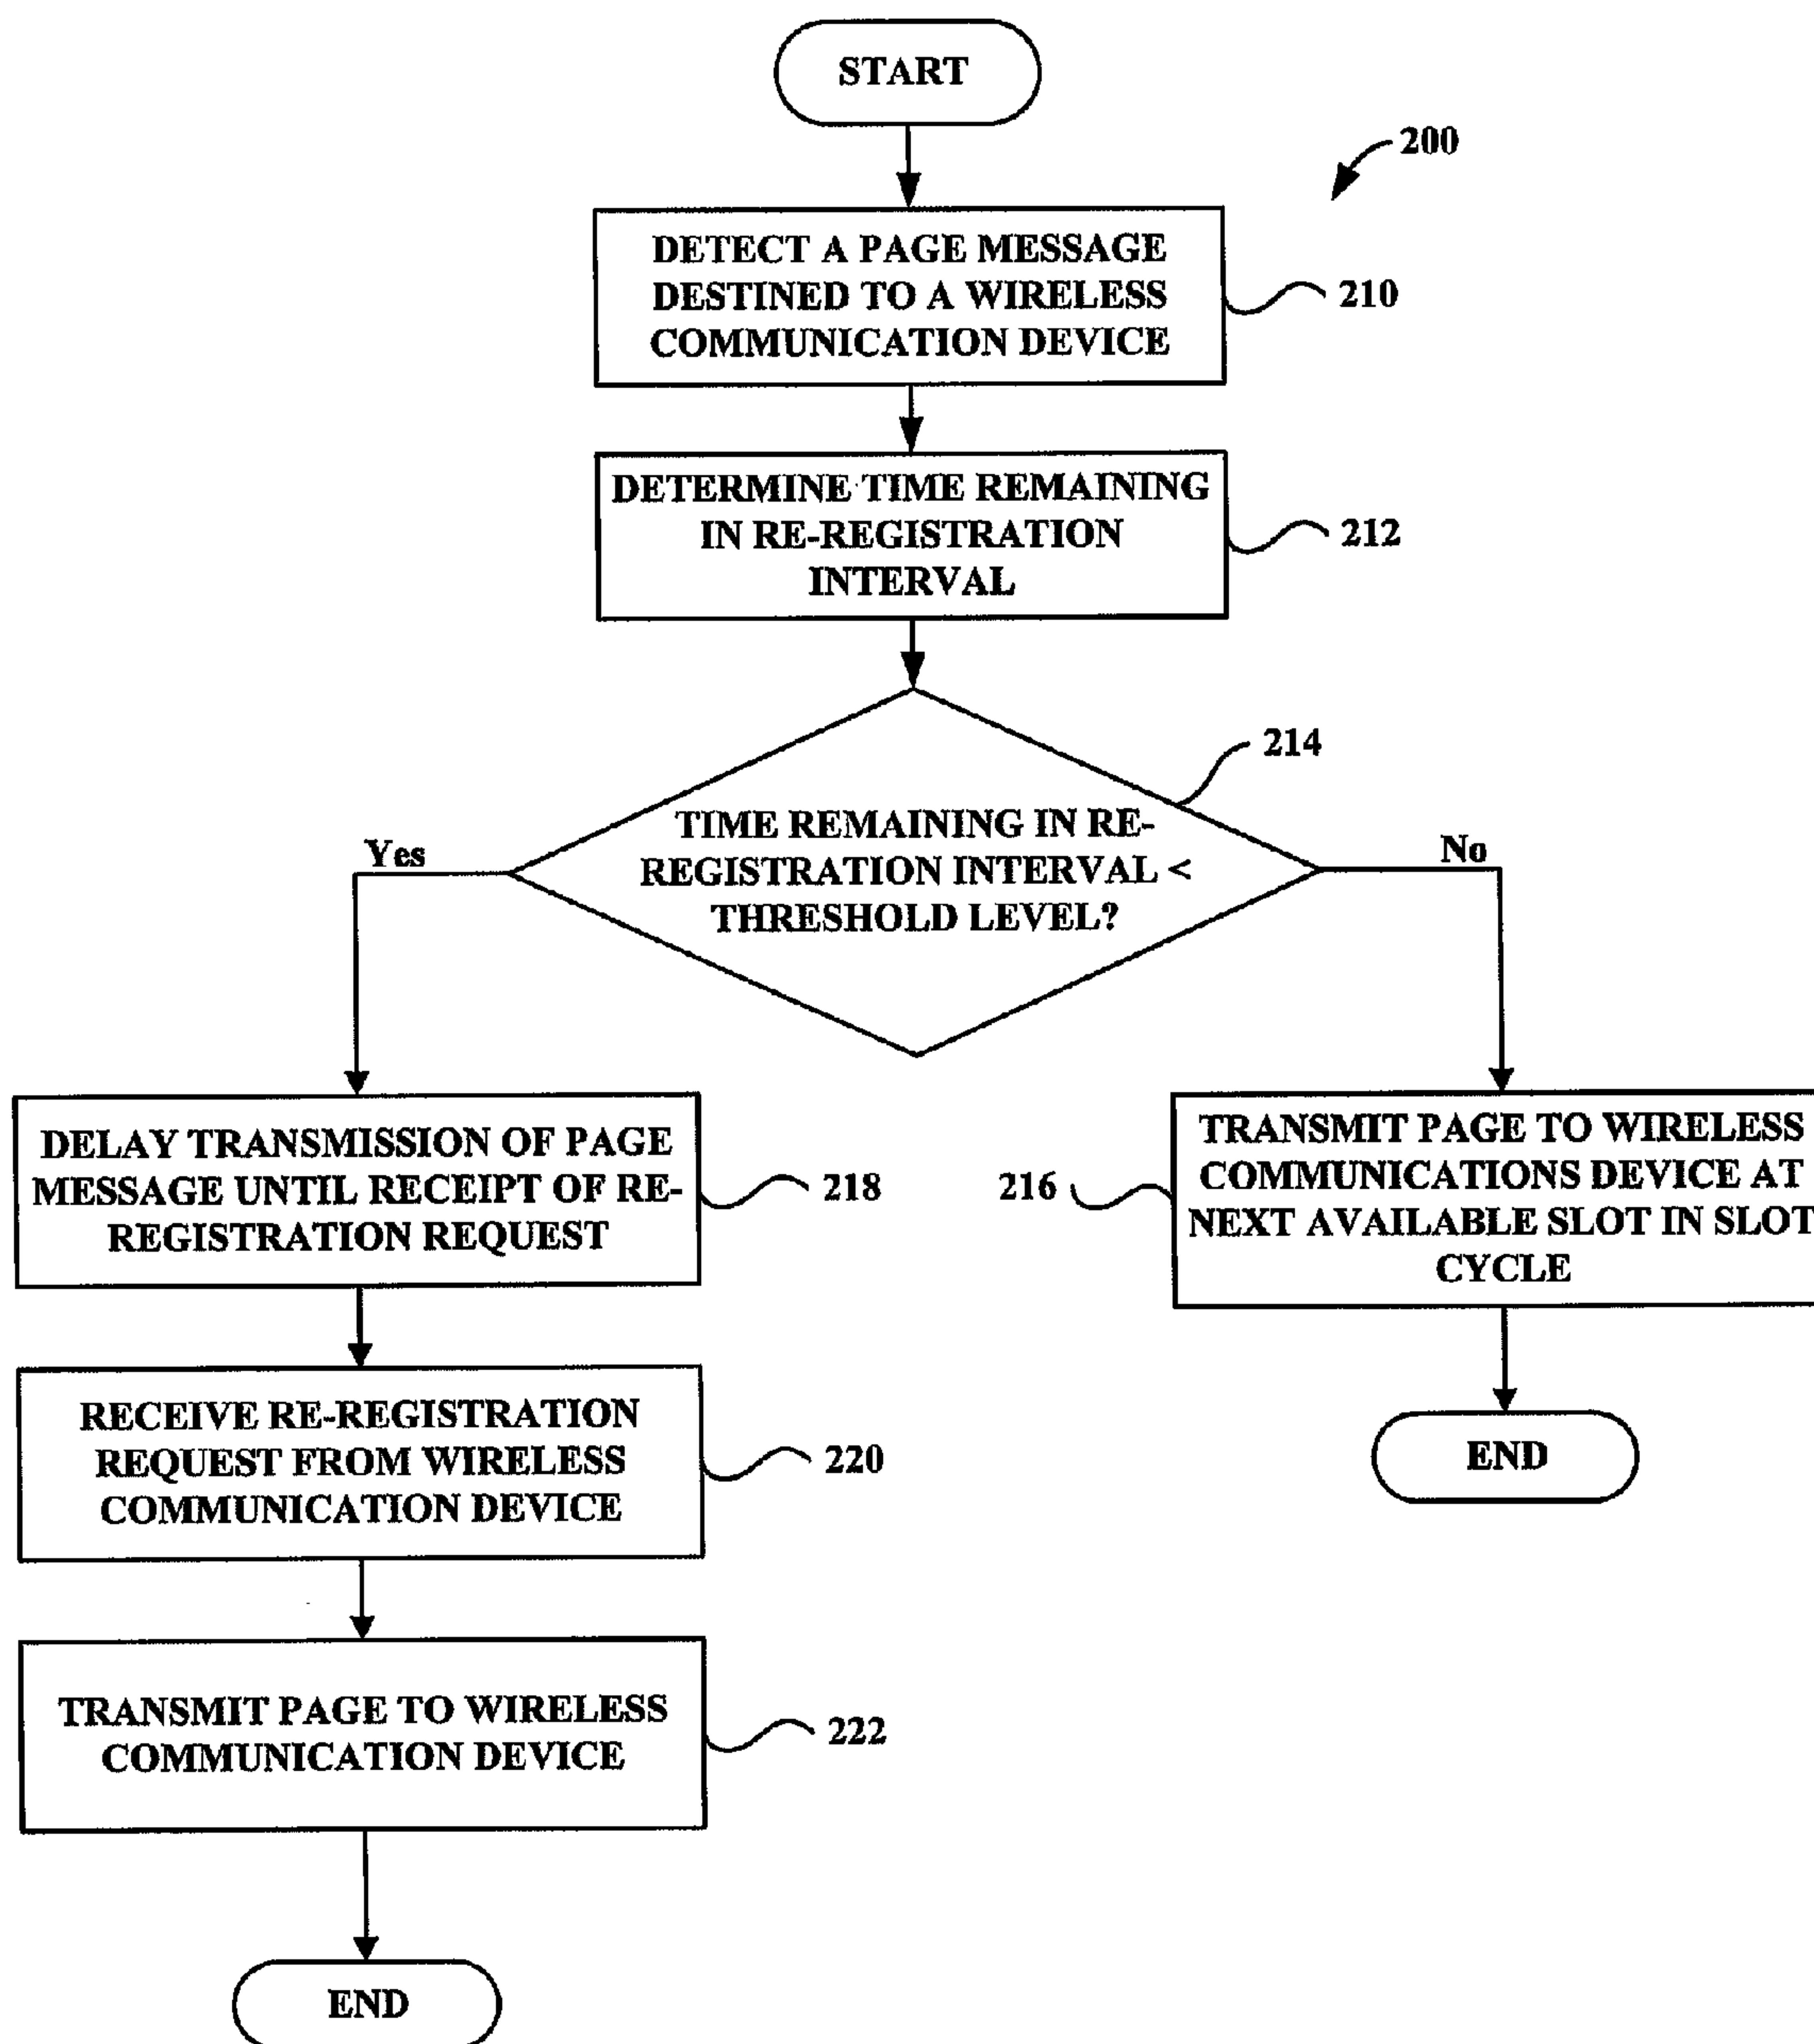 START
200
DETECT A PAGE MESSAGE
DESTINED TO A WIRELESS
COMMUNICATION DEVICE
210
DETERMINE TIME REMAINING
IN RE-REGISTRATION
INTERVAL
212
214
TIME REMAINING IN RE-
REGISTRATION INTERVAL <
THRESHOLD LEVEL?
Yes
No
DELAY TRANSMISSION OF PAGE
MESSAGE UNTIL RECEIPT OF RE-
REGISTRATION REQUEST
218
216
TRANSMIT PAGE TO WIRELESS
COMMUNICATIONS DEVICE AT
NEXT AVAILABLE SLOT IN SLOT
CYCLE
RECEIVE RE-REGISTRATION
REQUEST FROM WIRELESS
COMMUNICATION DEVICE
220
END
TRANSMIT PAGE TO WIRELESS
COMMUNICATION DEVICE
222
END